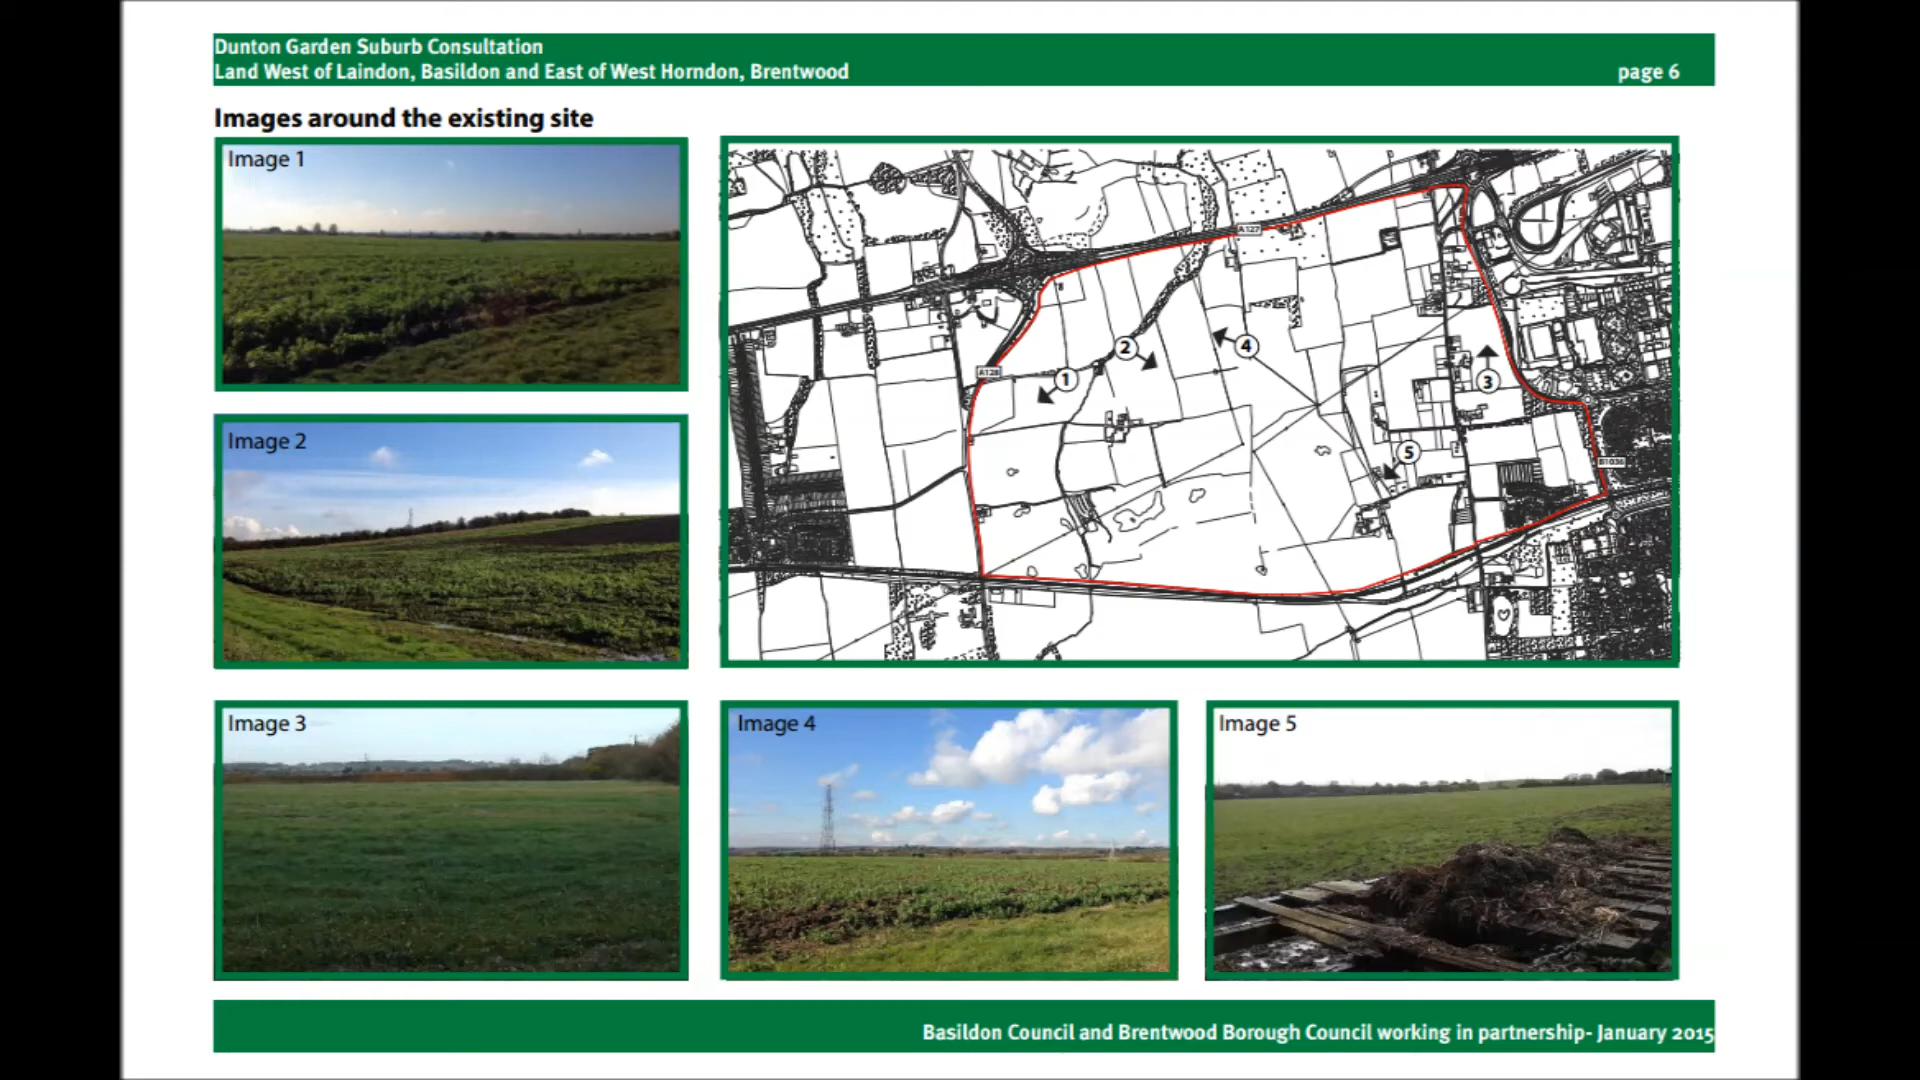 Dunton Garden Suburb Consultation
Land West of Laindon, Basildon and East of West Horndon, Brentwood
page 6
Images around the existing site
Image 1
A127
A128
1
2
3
4
5
Image 2
Image 3
Image 4
Image 5
Basildon Council and Brentwood Borough Council working in partnership- January 2015